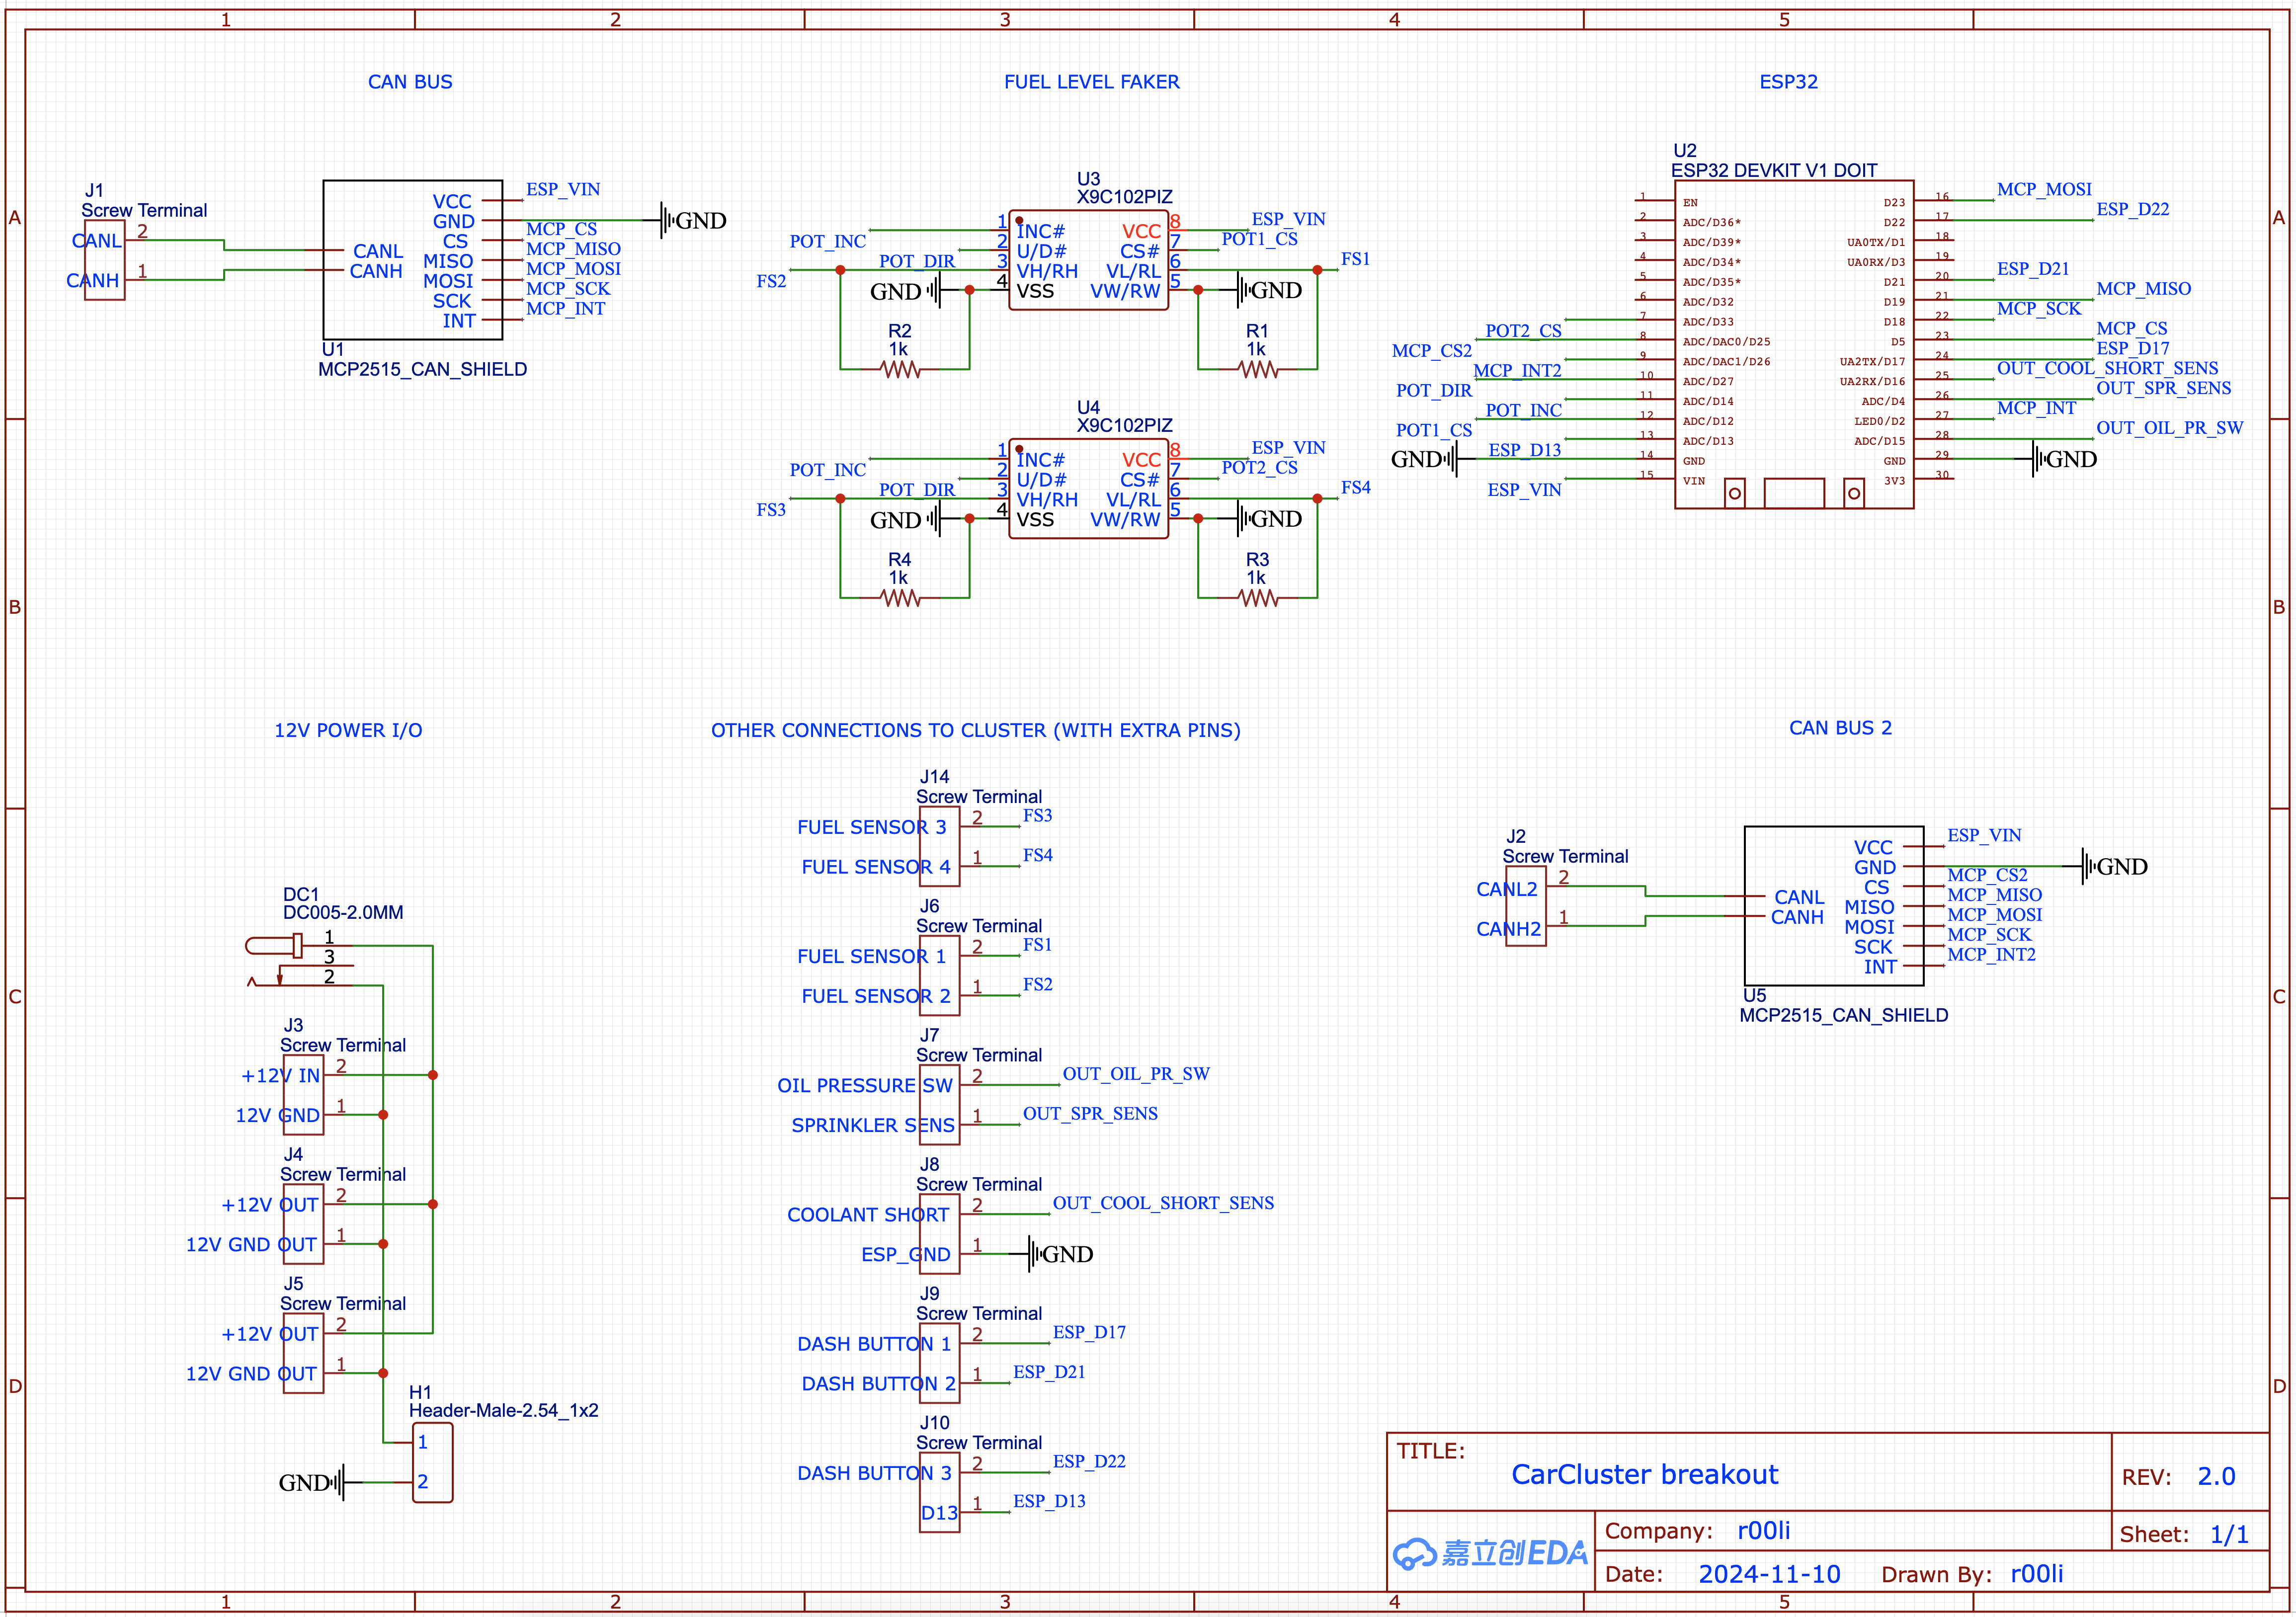 1 2 3 4 5
CAN BUS
FUEL LEVEL FAKER
ESP32
A
A
J1
Screw Terminal
CANL
2
CANH
1
CANL
CANH
VCC
ESP_VIN
GND
GND
CS
MCP_CS
MISO
MCP_MISO
MOSI
MCP_MOSI
SCK
MCP_SCK
INT
MCP_INT
U1
MCP2515_CAN_SHIELD
U3
X9C102PIZ
POT_INC
1 INC#
2 U/D#
POT_DIR
3 VH/RH
FS2
GND
4 VSS
VCC 8
ESP_VIN
CS# 7
POT1_CS
VL/RL 6
FS1
VW/RW 5
GND
R2
1k
R1
1k
U4
X9C102PIZ
POT_INC
1 INC#
2 U/D#
POT_DIR
3 VH/RH
FS3
GND
4 VSS
VCC 8
ESP_VIN
CS# 7
POT2_CS
VL/RL 6
FS4
VW/RW 5
GND
R4
1k
R3
1k
U2
ESP32 DEVKIT V1 DOIT
1 EN
2 ADC/D36*
3 ADC/D39*
4 ADC/D34*
5 ADC/D35*
6 ADC/D32
7 ADC/D33
POT2_CS
8 ADC/DAC0/D25
MCP_CS2
9 ADC/DAC1/D26
MCP_INT2
10 ADC/D27
POT_DIR
11 ADC/D14
POT_INC
12 ADC/D12
POT1_CS
13 ADC/D13
GND
ESP_D13
14 GND
15 VIN
ESP_VIN
D23 16
MCP_MOSI
D22 17
ESP_D22
UA0TX/D1 18
UA0RX/D3 19
D21 20
ESP_D21
D19 21
MCP_MISO
D18 22
MCP_SCK
D5 23
MCP_CS
UA2TX/D17 24
ESP_D17
UA2RX/D16 25
OUT_COOL_SHORT_SENS
ADC/D4 26
OUT_SPR_SENS
LED0/D2 27
MCP_INT
ADC/D15 28
OUT_OIL_PR_SW
GND 29
GND
3V3 30
B
B
12V POWER I/O
OTHER CONNECTIONS TO CLUSTER (WITH EXTRA PINS)
CAN BUS 2
DC1
DC005-2.0MM
1
3
2
J3
Screw Terminal
+12V IN
2
12V GND
1
J4
Screw Terminal
+12V OUT
2
12V GND OUT
1
J5
Screw Terminal
+12V OUT
2
12V GND OUT
1
H1
Header-Male-2.54_1x2
1
GND
2
J14
Screw Terminal
FUEL SENSOR 3
2
FS3
FUEL SENSOR 4
1
FS4
J6
Screw Terminal
FUEL SENSOR 1
2
FS1
FUEL SENSOR 2
1
FS2
J7
Screw Terminal
OIL PRESSURE SW
2
OUT_OIL_PR_SW
SPRINKLER SENS
1
OUT_SPR_SENS
J8
Screw Terminal
COOLANT SHORT
2
OUT_COOL_SHORT_SENS
ESP_GND
1
GND
J9
Screw Terminal
DASH BUTTON 1
2
ESP_D17
DASH BUTTON 2
1
ESP_D21
J10
Screw Terminal
DASH BUTTON 3
2
ESP_D22
D13
1
ESP_D13
J2
Screw Terminal
CANL2
2
CANH2
1
CANL
CANH
VCC
ESP_VIN
GND
GND
CS
MCP_CS2
MISO
MCP_MISO
MOSI
MCP_MOSI
SCK
MCP_SCK
INT
MCP_INT2
U5
MCP2515_CAN_SHIELD
C
C
D
D
TITLE:
CarCluster breakout
REV: 2.0
嘉立创EDA
Company: r00li
Sheet: 1/1
Date: 2024-11-10
Drawn By: r00li
1 2 3 4 5